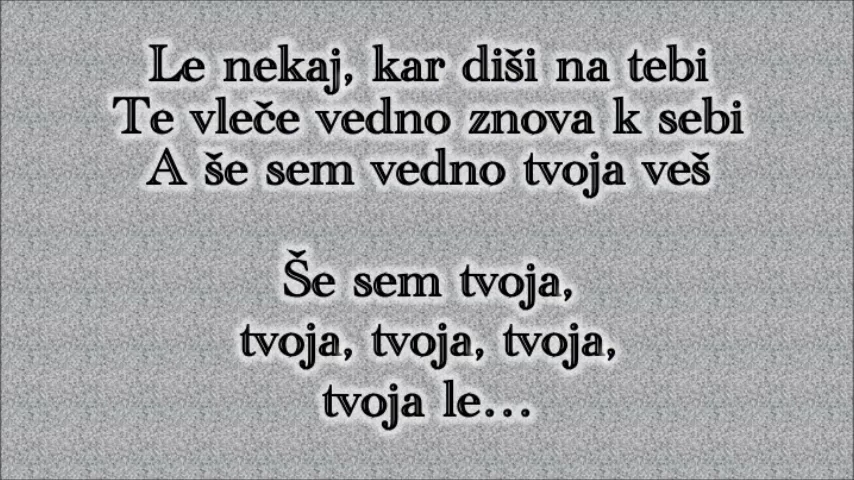 Le nekaj, kar diši na tebi
Te vleče vedno znova k sebi
A še sem vedno tvoja veš
Še sem tvoja,
tvoja, tvoja, tvoja,
tvoja le...